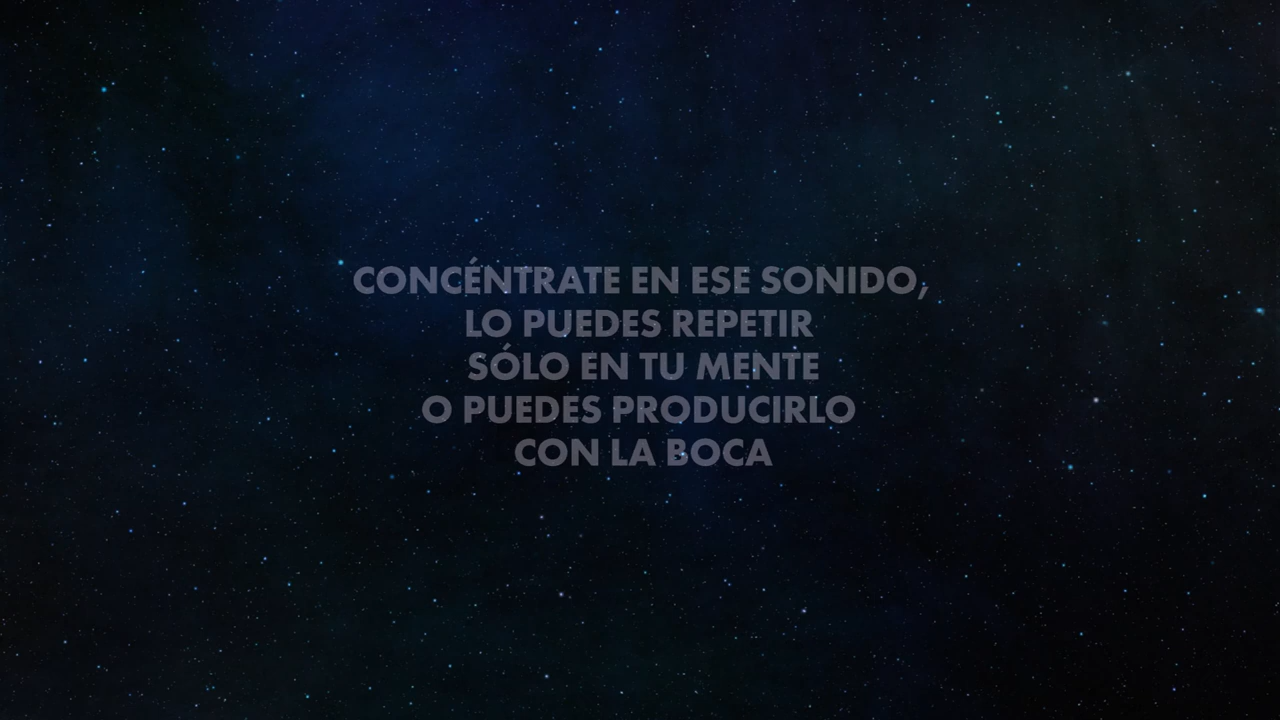 CONCÉNTRATE EN ESE SONIDO,
LO PUEDES REPETIR
SÓLO EN TU MENTE
O PUEDES PRODUCIRLO
CON LA BOCA